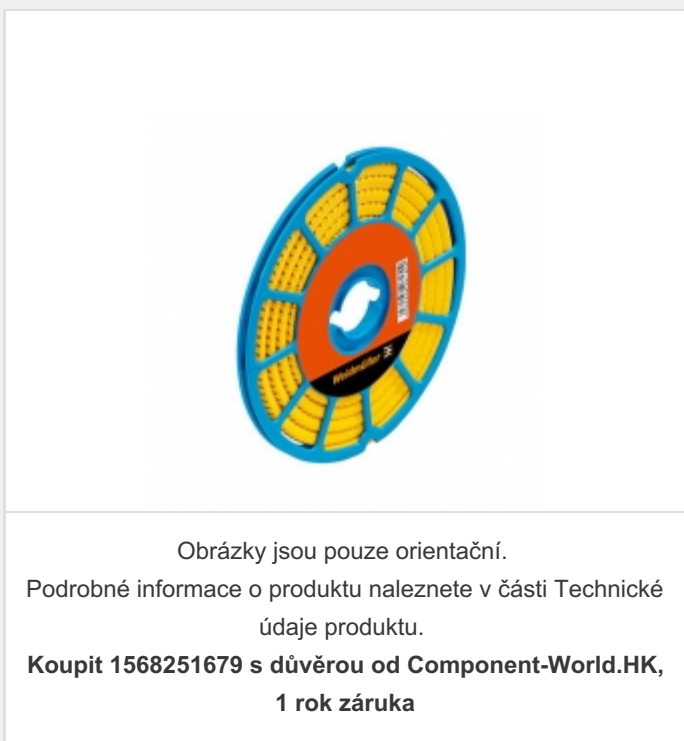 Weidmüller
Obrázky jsou pouze orientační.
Podrobné informace o produktu naleznete v části Technické
údaje produktu.
Koupit 1568251679 s důvěrou od Component-World.HK,
1 rok záruka